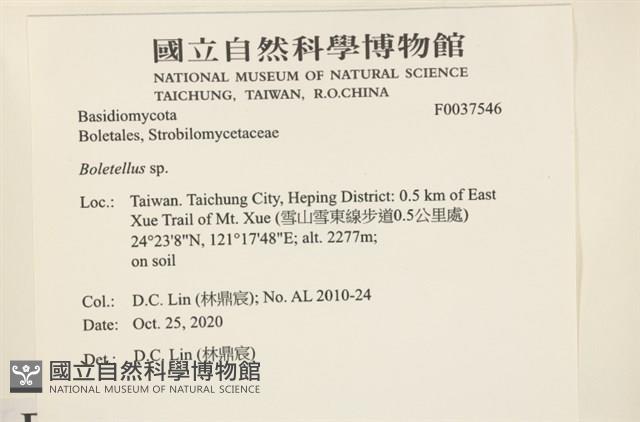 國立自然科學博物館
NATIONAL MUSEUM OF NATURAL SCIENCE
TAICHUNG, TAIWAN, R.O.CHINA
Basidiomycota F0037546
Boletales, Strobilomycetaceae
Boletellus sp.
Loc.: Taiwan. Taichung City, Heping District: 0.5 km of East
Xue Trail of Mt. Xue (雪山雪東線步道0.5公里處)
24°23'8"N, 121°17'48"E; alt. 2277m;
on soil
Col.: D.C. Lin (林鼎宸); No. AL 2010-24
Date: Oct. 25, 2020
Det.: D.C. Lin (林鼎宸)
國立自然科學博物館
NATIONAL MUSEUM OF NATURAL SCIENCE